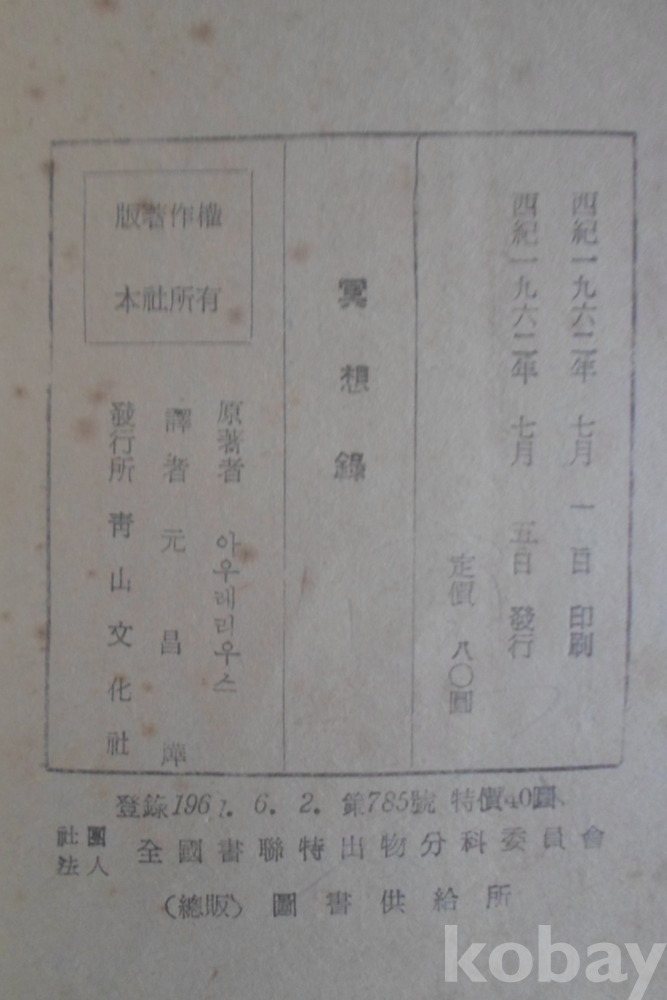 西紀一九六二年 七月 一日 印刷
西紀一九六二年 七月 五日 發行
定價 八〇圜
冥想錄
版著作權
本社所有
原著者 아우레리우스
譯者 元昌
發行所 靑山文化社
登錄1961. 6. 2. 第785號 特價40圜
社團法人 全國書聯特出物分科委員會
(總販) 圖書供給所
kobay